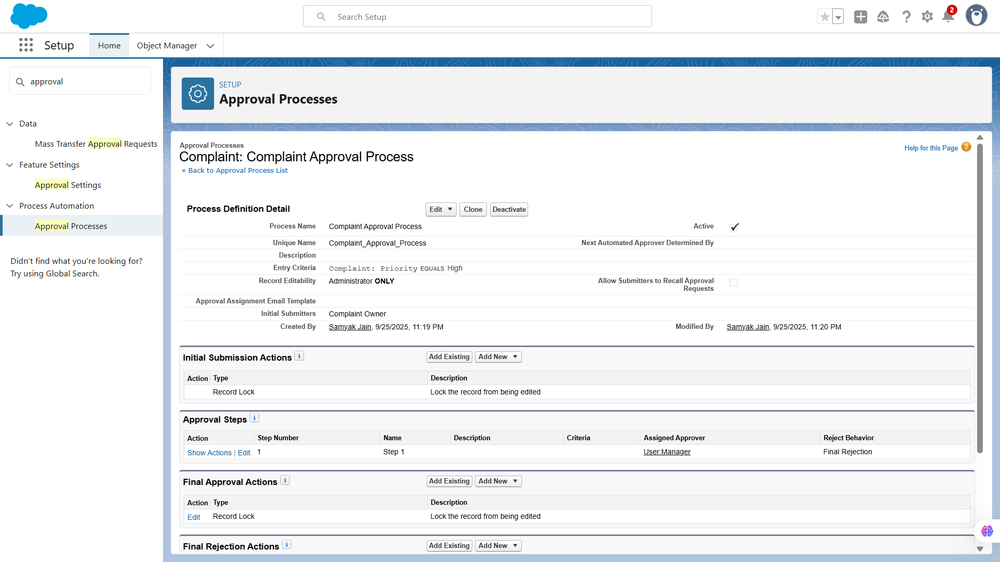 Search Setup
2
Setup
Home
Object Manager
approval
Data
Mass Transfer Approval Requests
Feature Settings
Approval Settings
Process Automation
Approval Processes
Didn't find what you're looking for?
Try using Global Search.
SETUP
Approval Processes
Approval Processes
Complaint: Complaint Approval Process
« Back to Approval Process List
Help for this Page ?
Process Definition Detail
Edit
Clone
Deactivate
Process Name Complaint Approval Process Active
Unique Name Complaint_Approval_Process Next Automated Approver Determined By
Description
Entry Criteria Complaint: Priority EQUALS High
Record Editability Administrator ONLY Allow Submitters to Recall Approval
Requests
Approval Assignment Email Template
Initial Submitters Complaint Owner
Created By Samyak Jain, 9/25/2025, 11:19 PM Modified By Samyak Jain, 9/25/2025, 11:20 PM
Initial Submission Actions i Add Existing Add New
Action Type Description
Record Lock Lock the record from being edited
Approval Steps i
Action Step Number Name Description Criteria Assigned Approver Reject Behavior
Show Actions | Edit 1 Step 1 User:Manager Final Rejection
Final Approval Actions i Add Existing Add New
Action Type Description
Edit Record Lock Lock the record from being edited
Final Rejection Actions i Add Existing Add New